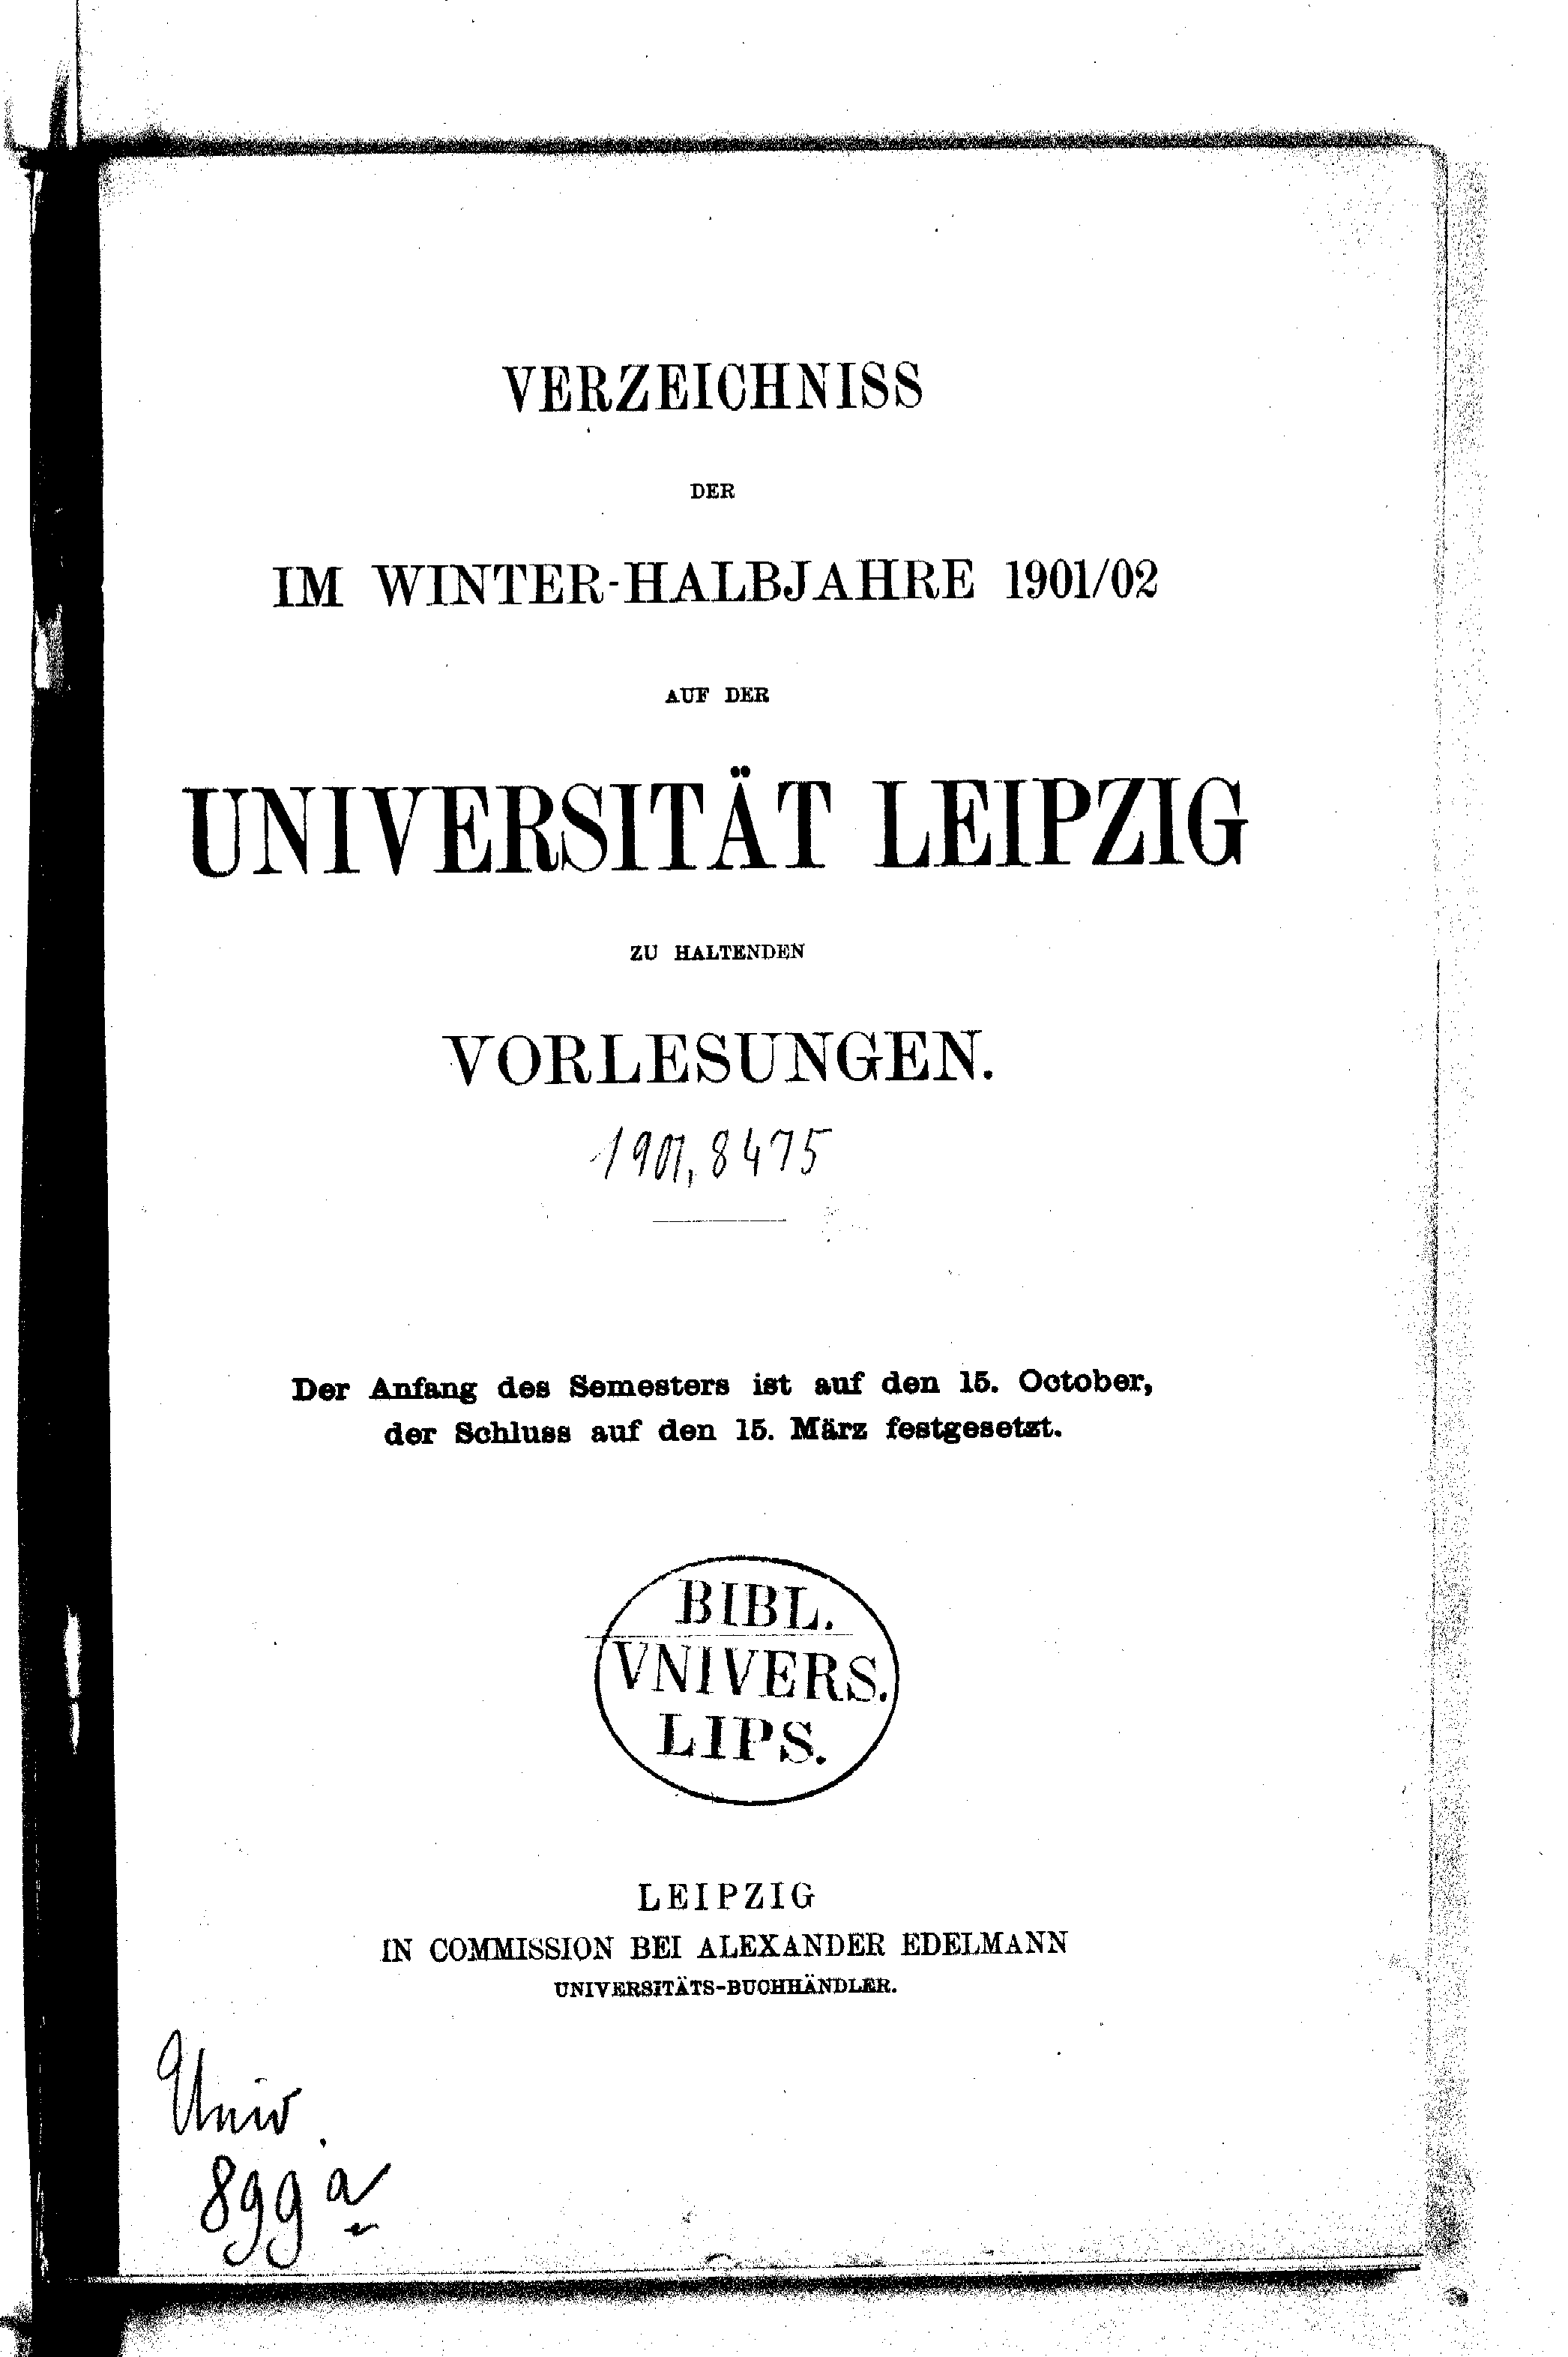 VERZEICHNISS
DER
IM WINTER-HALBJAHRE 1901/02
AUF DER
UNIVERSITÄT LEIPZIG
ZU HALTENDEN
VORLESUNGEN.
1901, 8475
Der Anfang des Semesters ist auf den 15. October,
der Schluss auf den 15. März festgesetzt.
BIBL.
VNIVERS.
LIPS.
LEIPZIG
IN COMMISSION BEI ALEXANDER EDELMANN
UNIVERSITÄTS-BUCHHÄNDLER.
Univ.
899 a